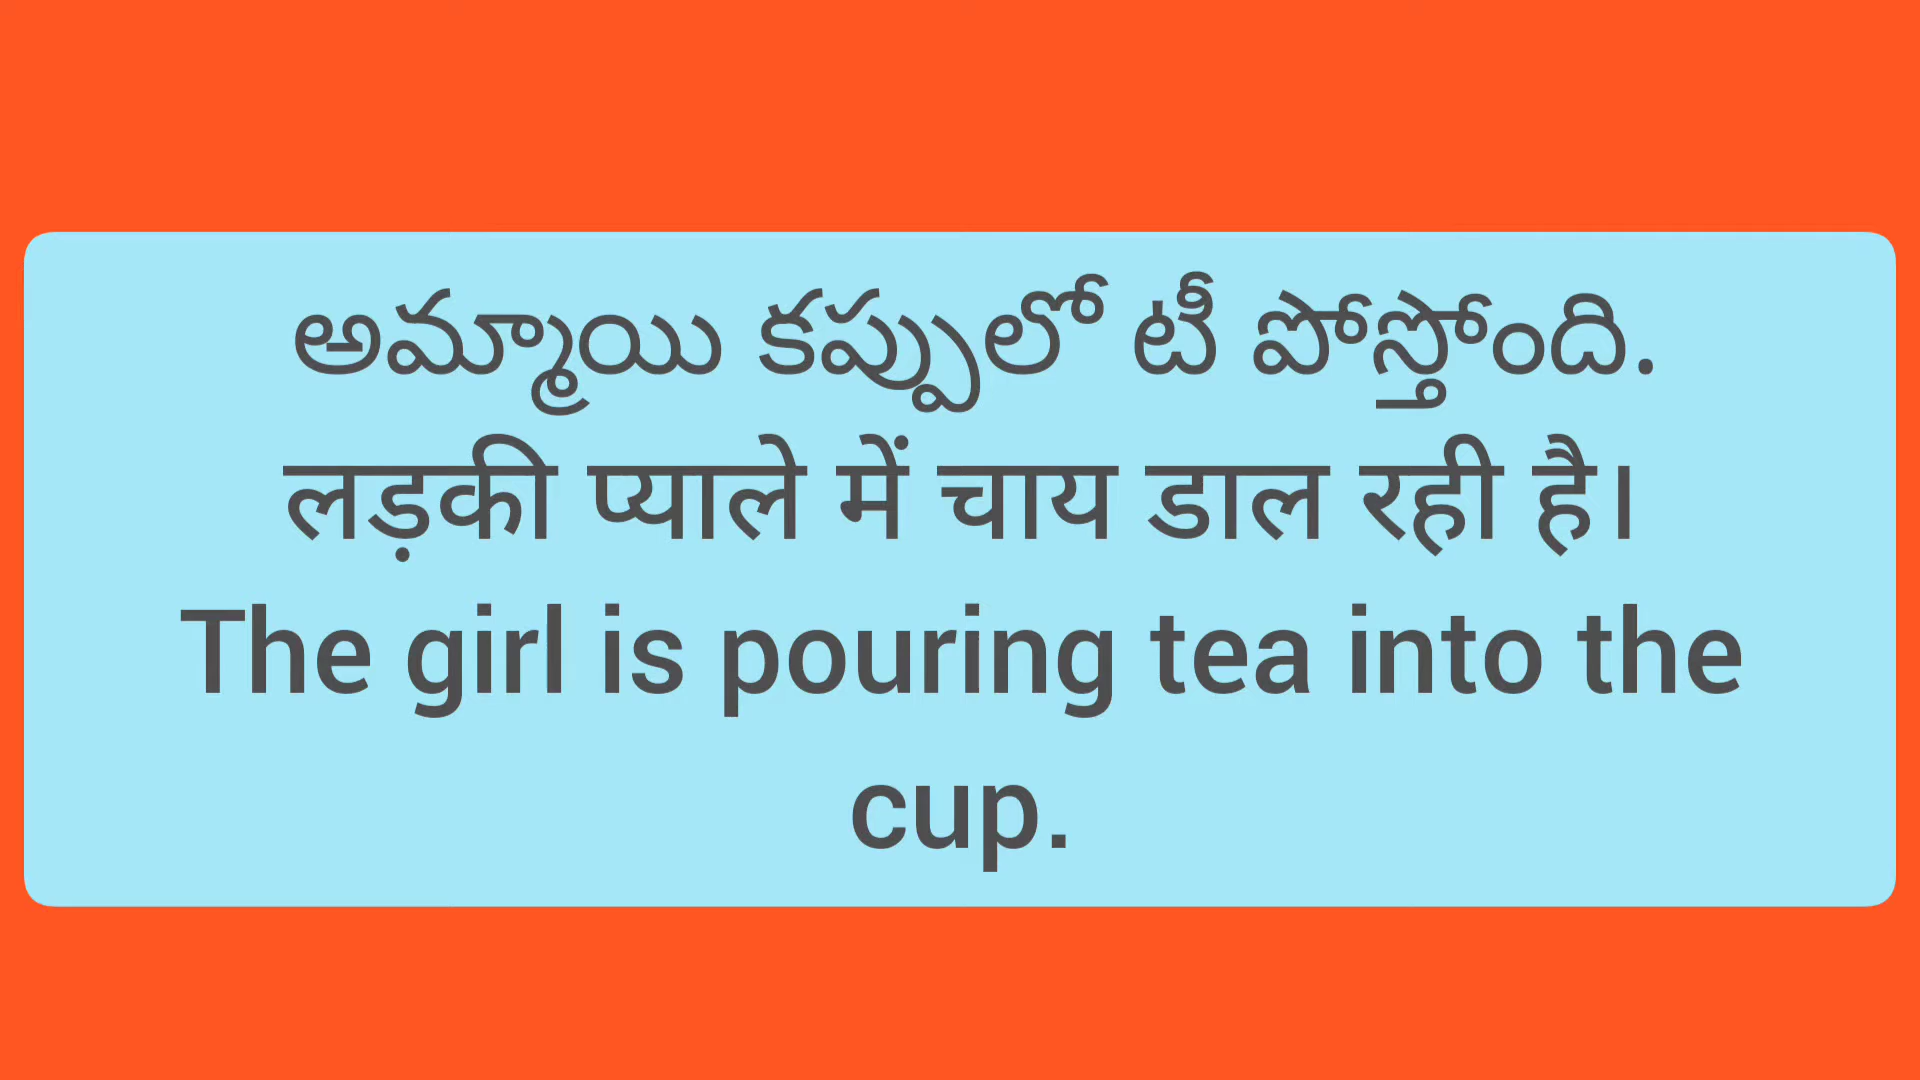 అమ్మాయి కప్పులో టీ పోస్తోంది.
लड़की प्याले में चाय डाल रही है।
The girl is pouring tea into the
cup.